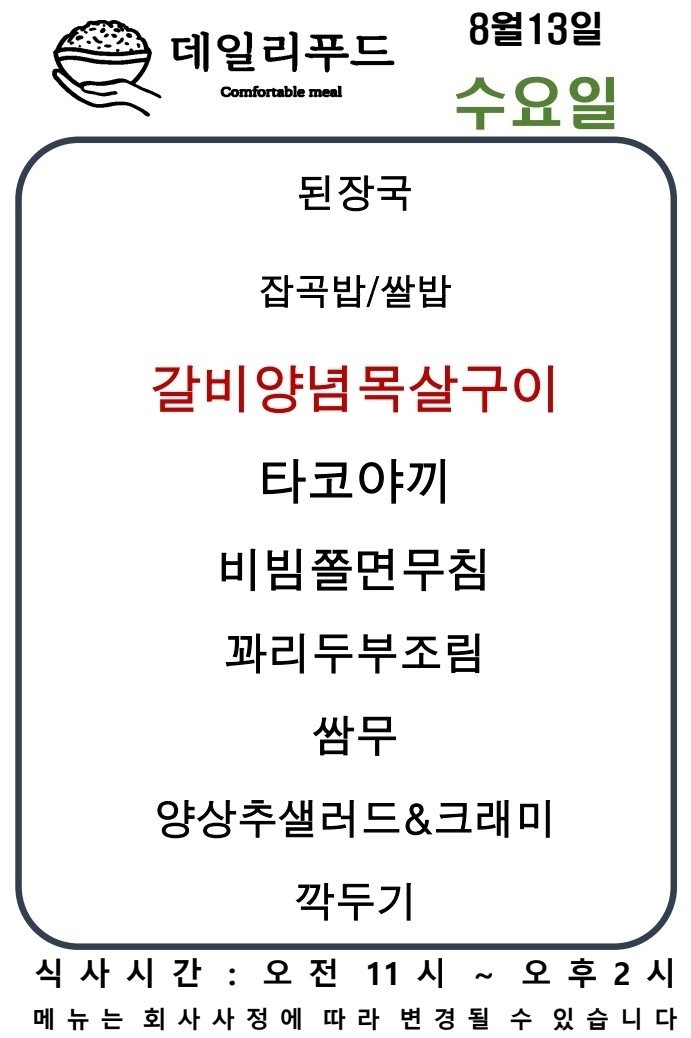 데일리푸드
Comfortable meal
8월13일
수요일
된장국
잡곡밥/쌀밥
갈비양념목살구이
타코야끼
비빔쫄면무침
꽈리두부조림
쌈무
양상추샐러드&크래미
깍두기
식사시간 : 오전 11시 ~ 오후2시
메뉴는 회사사정에 따라 변경될 수 있습니다